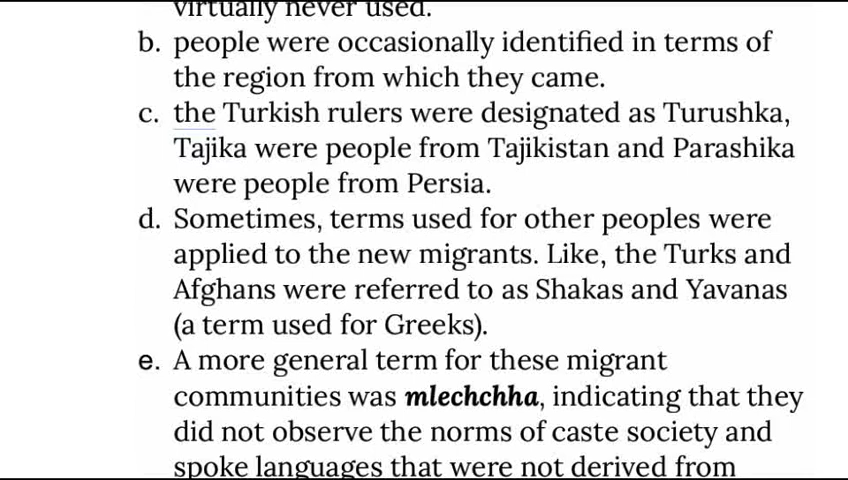 virtually never used.
b. people were occasionally identified in terms of
the region from which they came.
c. the Turkish rulers were designated as Turushka,
Tajika were people from Tajikistan and Parashika
were people from Persia.
d. Sometimes, terms used for other peoples were
applied to the new migrants. Like, the Turks and
Afghans were referred to as Shakas and Yavanas
(a term used for Greeks).
e. A more general term for these migrant
communities was mlechchha, indicating that they
did not observe the norms of caste society and
spoke languages that were not derived from